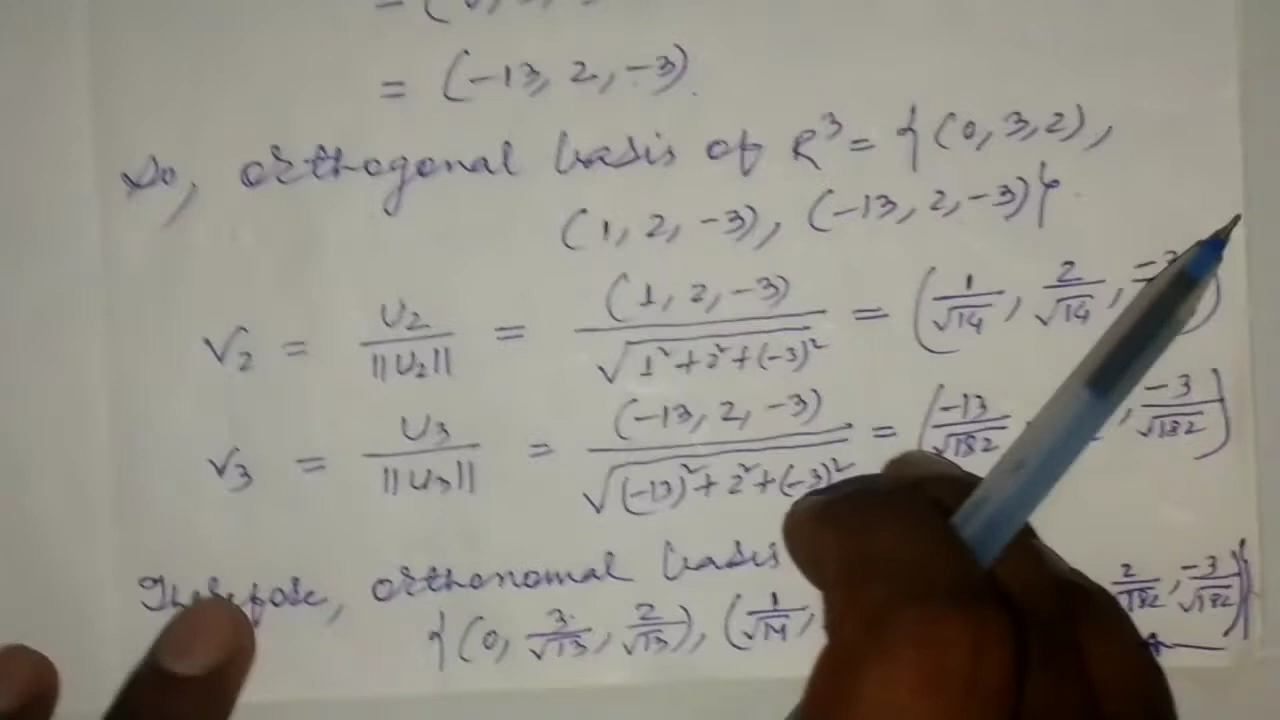 = (-13, 2, -3)
So, orthogonal basis of R³ = {(0, 3, 2),
(1, 2, -3), (-13, 2, -3)}.
v₂ = U₂/||U₂|| = (1, 2, -3)/√(1²+2²+(-3)²) = (1/√14, 2/√14, -3
v₃ = U₃/||U₃|| = (-13, 2, -3)/√((-13)²+2²+(-3)²) = (-13/√182, -3/√182)
Therefore, orthonomal basis
{(0, 3/√13, 2/√13), (1/√14, 2/√182, -3/√182)}